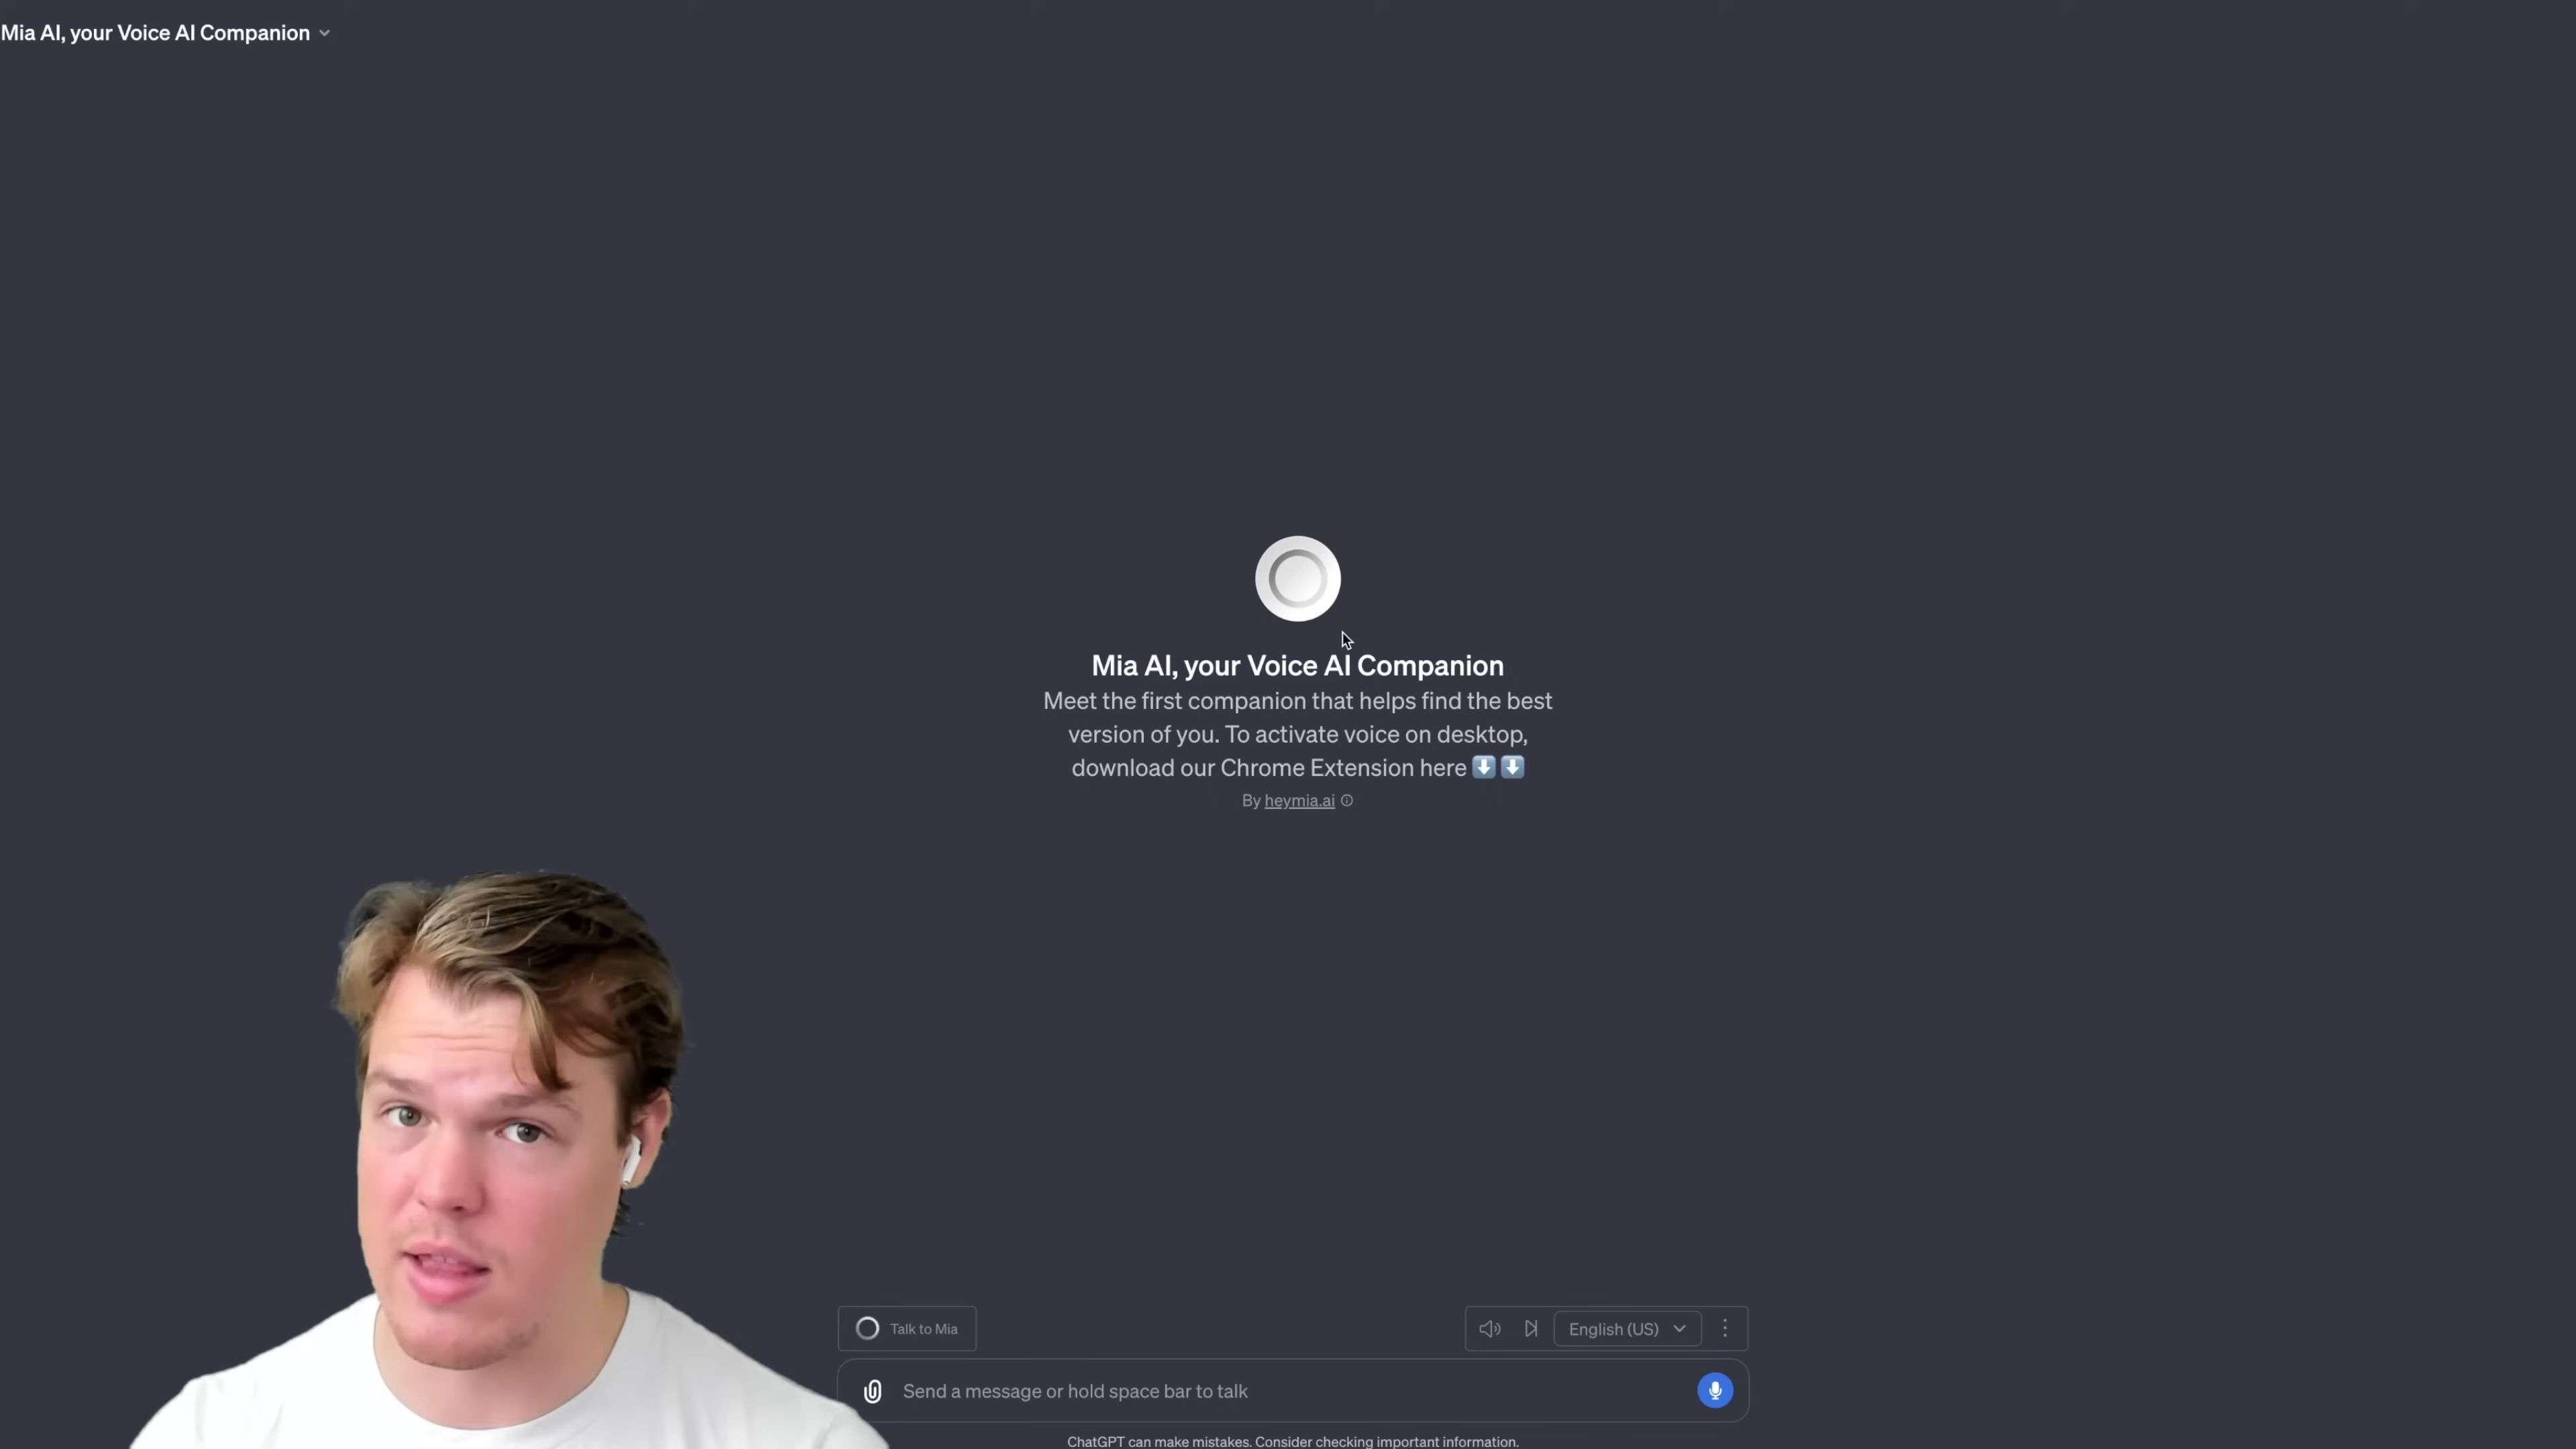 Mia AI, your Voice AI Companion
Mia AI, your Voice AI Companion
Meet the first companion that helps find the best
version of you. To activate voice on desktop,
download our Chrome Extension here ⬇️⬇️
By heymia.ai
Talk to Mia
English (US)
Send a message or hold space bar to talk
ChatGPT can make mistakes. Consider checking important information.